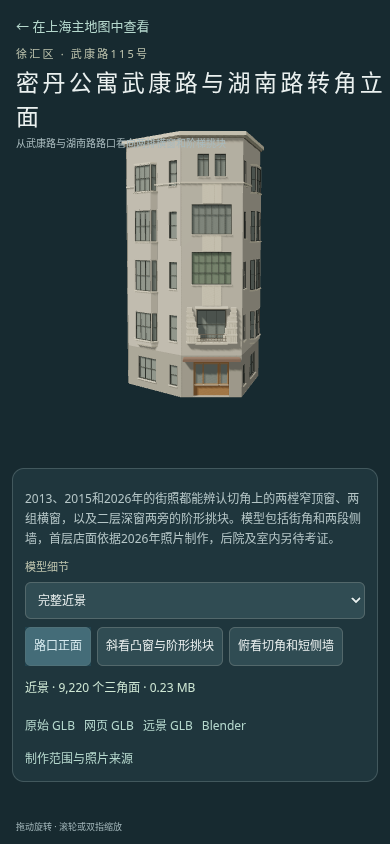 ← 在上海主地图中查看
徐汇区 · 武康路115号
密丹公寓武康路与湖南路转角立
面
从武康路与湖南路路口看
2013、2015和2026年的街照都能辨认切角上的两樘窄顶窗、两
组横窗，以及二层深窗两旁的阶形挑块。模型包括街角和两段侧
墙，首层店面依据2026年照片制作，后院及室内另待考证。
模型细节
完整近景
路口正面 斜看凸窗与阶形挑块 俯看切角和短侧墙
近景 · 9,220 个三角面 · 0.23 MB
原始 GLB 网页 GLB 远景 GLB Blender
制作范围与照片来源
拖动旋转 · 滚轮或双指缩放